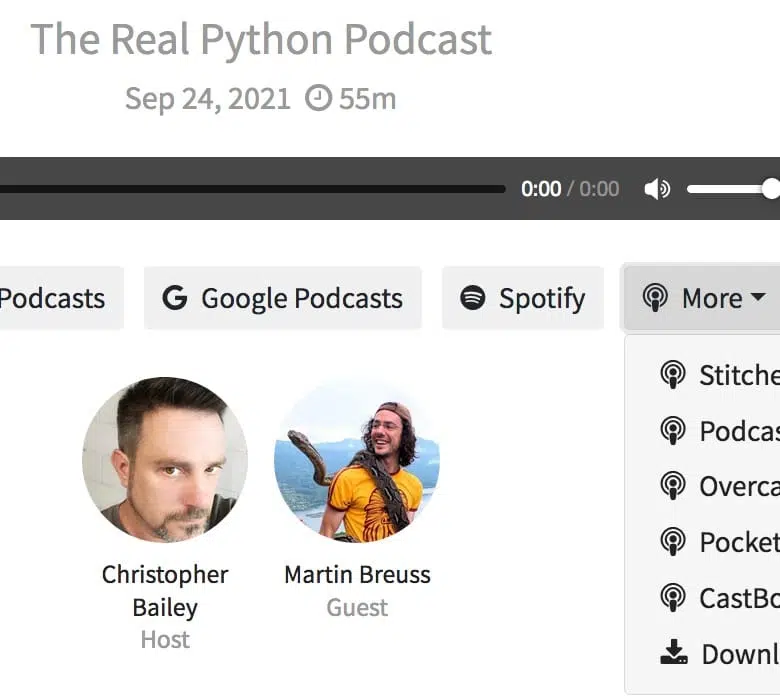 The Real Python Podcast
Sep 24, 2021 55m
0:00 / 0:00
Podcasts Google Podcasts Spotify More
Stitche
Podcas
Overca
Pocket
CastBo
Downl
Christopher
Bailey
Host
Martin Breuss
Guest